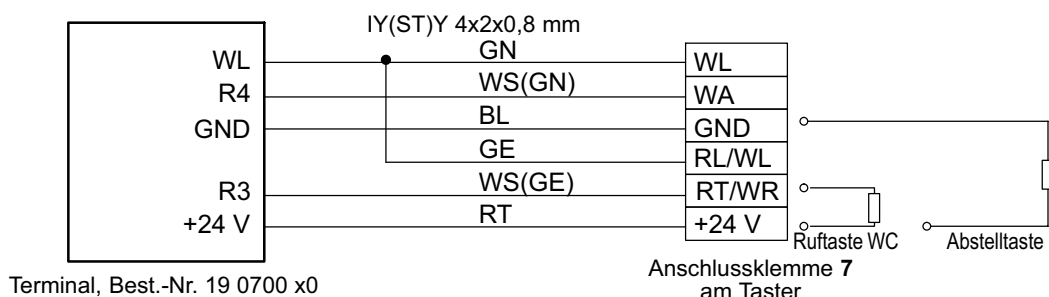 IY(ST)Y 4x2x0,8 mm
WL GN WL
R4 WS(GN) WA
GND BL GND
GE RL/WL
R3 WS(GE) RT/WR
+24 V RT +24 V
Ruftaste WC Abstelltaste
Anschlussklemme 7
am Taster
Terminal, Best.-Nr. 19 0700 x0